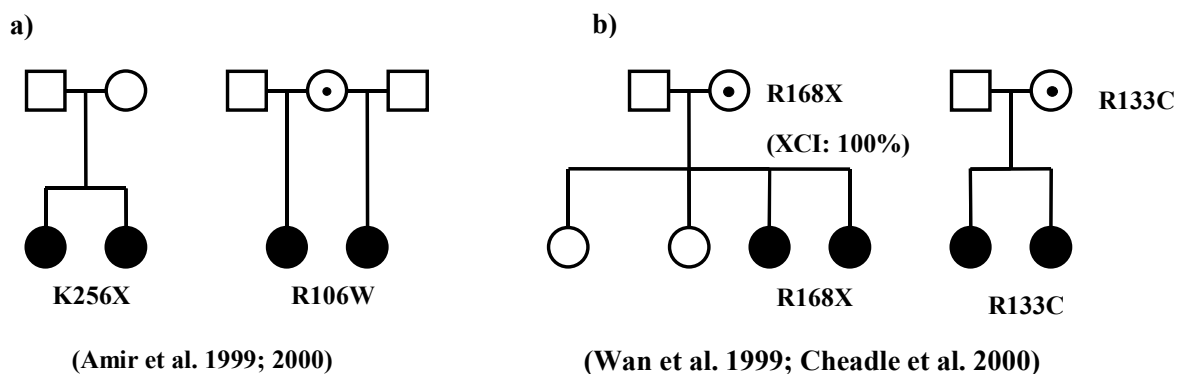 a)
K256X
R106W
(Amir et al. 1999; 2000)
b)
R168X
(XCI: 100%)
R133C
R168X
R133C
(Wan et al. 1999; Cheadle et al. 2000)